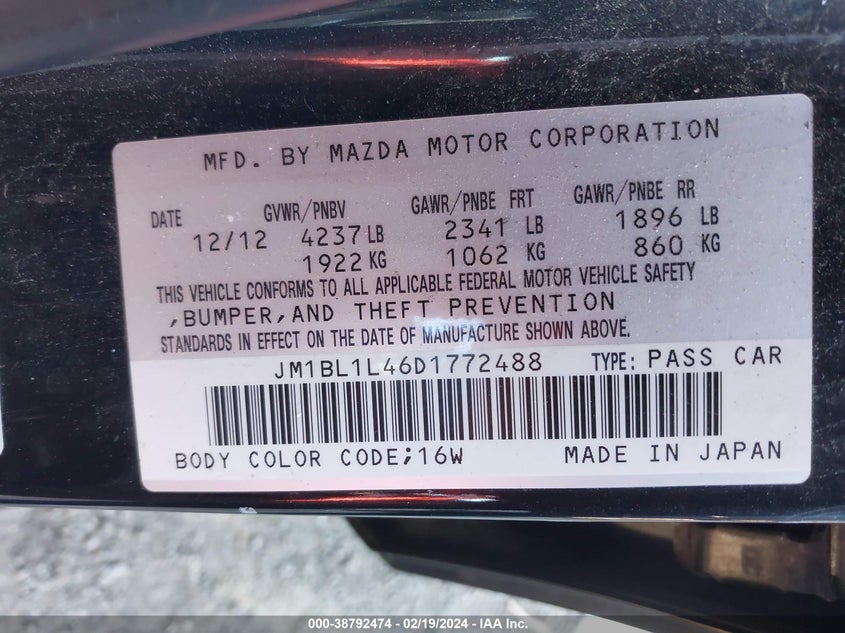 MFD. BY MAZDA MOTOR CORPORATION
DATE GVWR/PNBV GAWR/PNBE FRT GAWR/PNBE RR
12/12 4237 LB 2341 LB 1896 LB
1922 KG 1062 KG 860 KG
THIS VEHICLE CONFORMS TO ALL APPLICABLE FEDERAL MOTOR VEHICLE SAFETY
,BUMPER,AND THEFT PREVENTION
STANDARDS IN EFFECT ON THE DATE OF MANUFACTURE SHOWN ABOVE.
JM1BL1L46D1772488 TYPE: PASS CAR
BODY COLOR CODE;16W MADE IN JAPAN
000-38792474 - 02/19/2024 - IAA Inc.